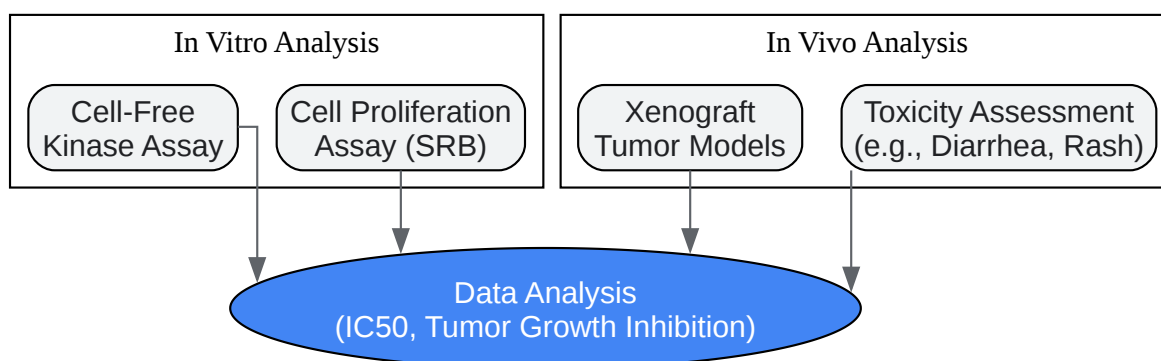 In Vitro Analysis
Cell-Free
Kinase Assay
Cell Proliferation
Assay (SRB)
In Vivo Analysis
Xenograft
Tumor Models
Toxicity Assessment
(e.g., Diarrhea, Rash)
Data Analysis
(IC50, Tumor Growth Inhibition)